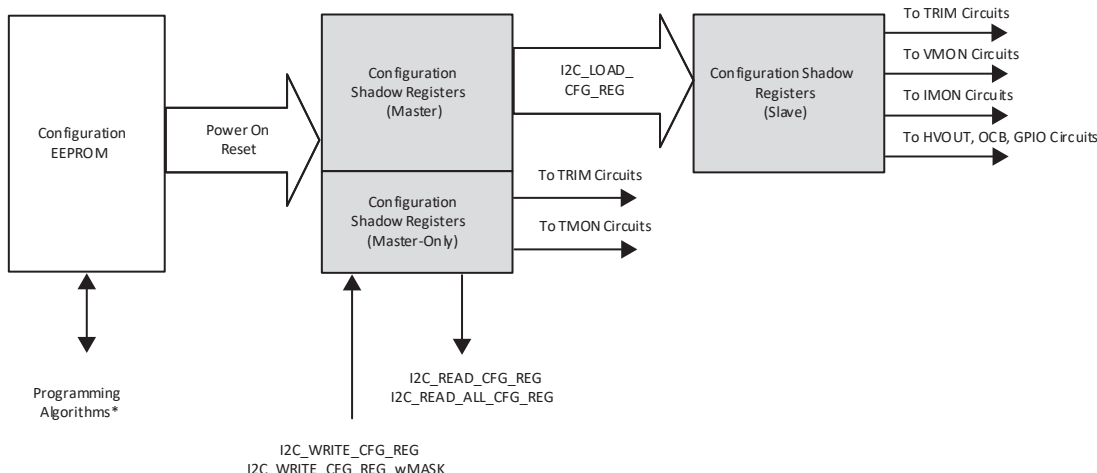 Configuration
EEPROM
Programming
Algorithms*
Power On
Reset
Configuration
Shadow Registers
(Master)
Configuration
Shadow Registers
(Master-Only)
I2C_LOAD_
CFG_REG
To TRIM Circuits
To TMON Circuits
I2C_READ_CFG_REG
I2C_READ_ALL_CFG_REG
I2C_WRITE_CFG_REG
I2C_WRITE_CFG_REG_wMASK
Configuration Shadow
Registers
(Slave)
To TRIM Circuits
To VMON Circuits
To IMON Circuits
To HVOUT, OCB, GPIO Circuits